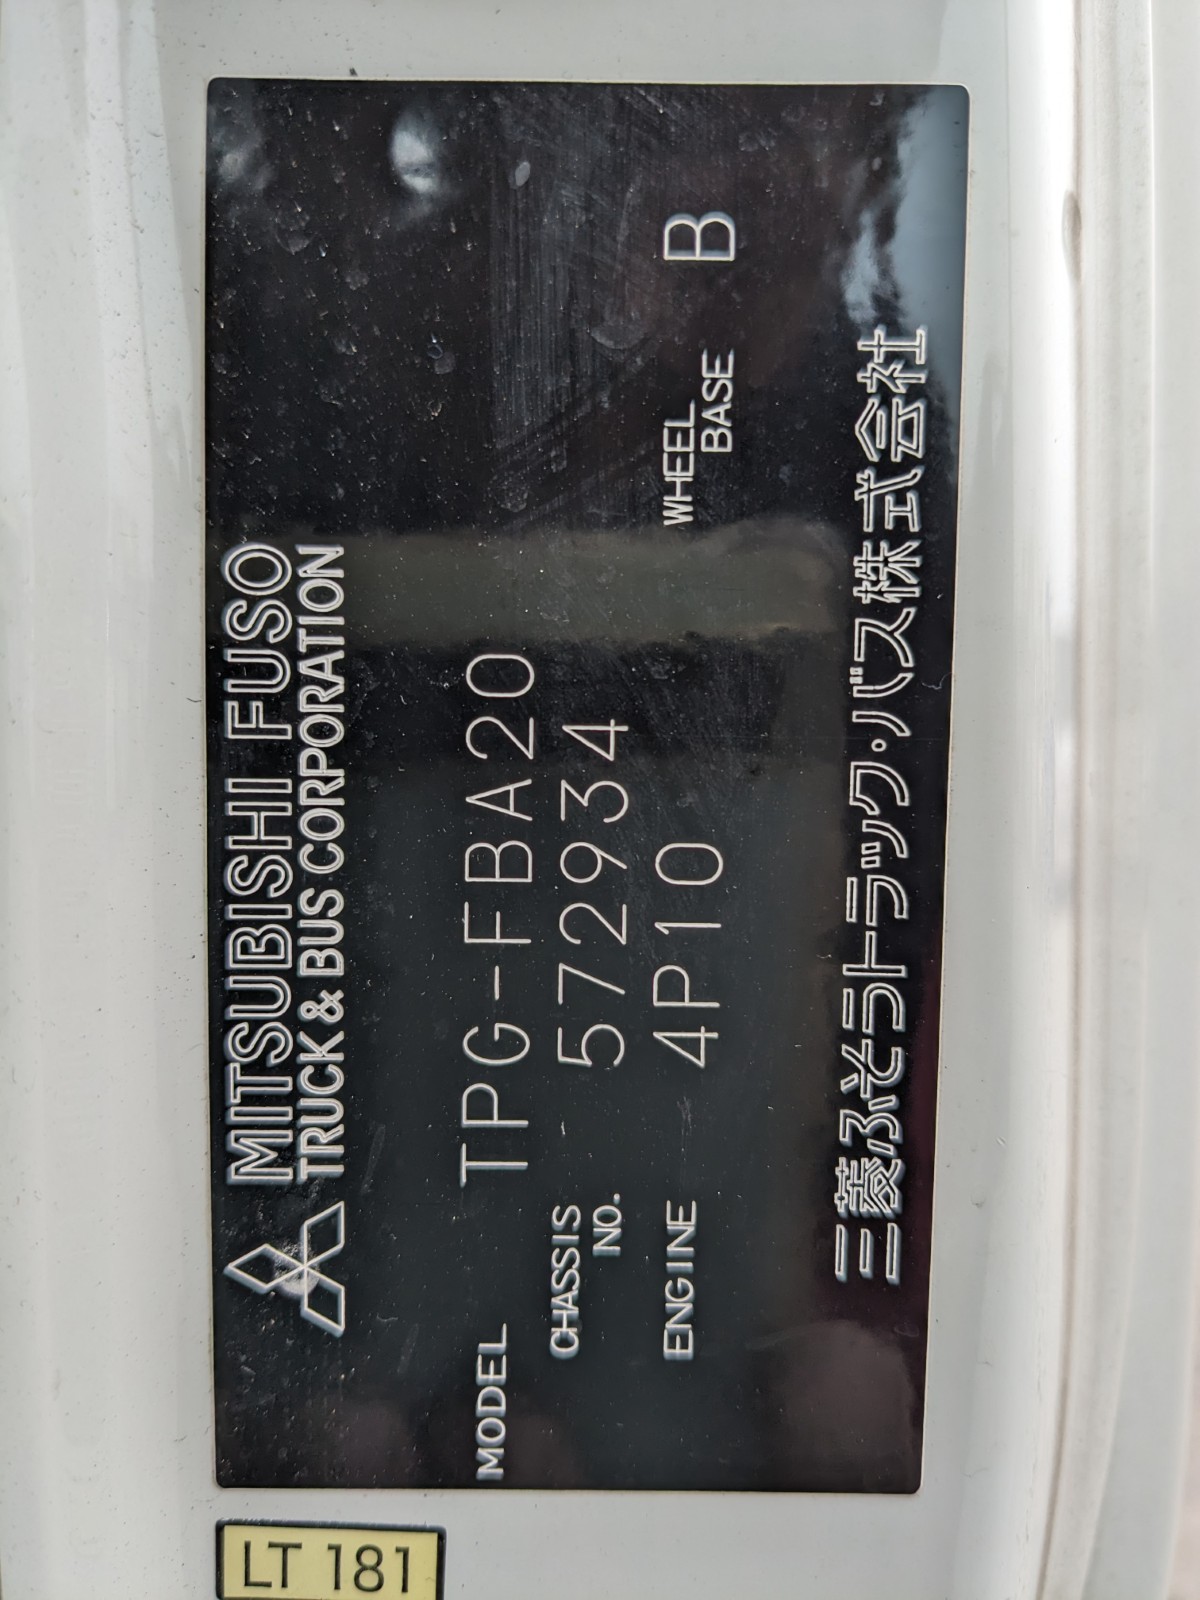 MITSUBISHI FUSO
TRUCK & BUS CORPORATION
MODEL TPG-FBA20
CHASSIS NO. 572934
ENGINE 4P10 WHEEL BASE B
三菱ふそうトラック・バス株式会社
LT 181